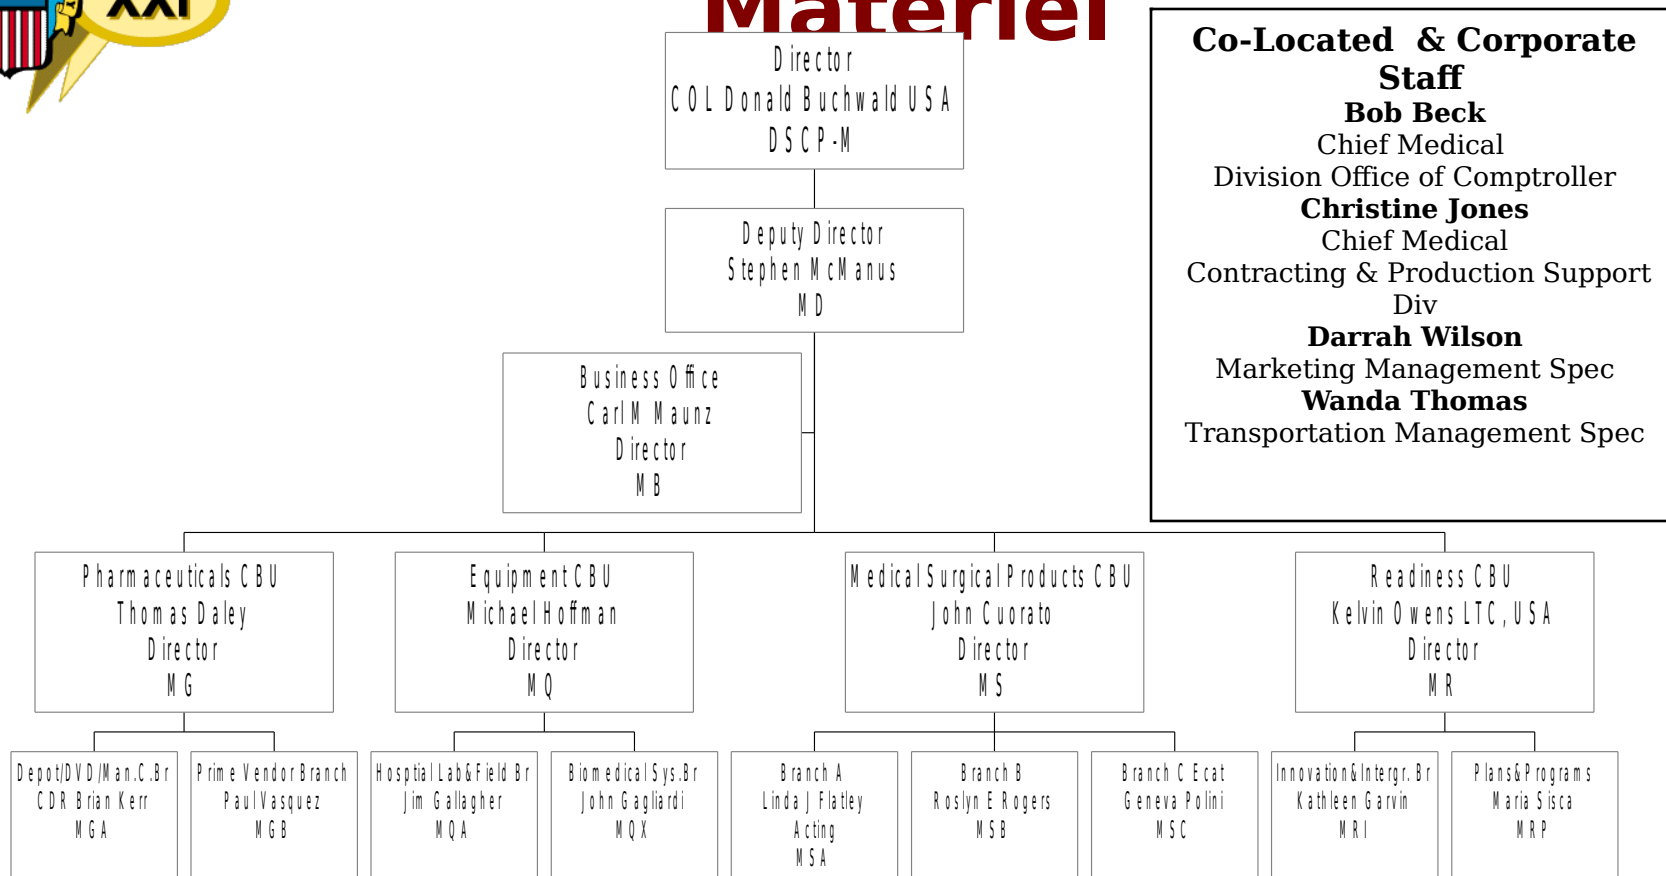 XXI
Materiel
Director
COL Donald Buchwald USA
DSCP-M
Deputy Director
Stephen McManus
MD
Business Office
Carl M Maunz
Director
MB
Co-Located & Corporate
Staff
Bob Beck
Chief Medical
Division Office of Comptroller
Christine Jones
Chief Medical
Contracting & Production Support
Div
Darrah Wilson
Marketing Management Spec
Wanda Thomas
Transportation Management Spec
Pharmaceuticals CBU
Thomas Daley
Director
MG
Equipment CBU
Michael Hoffman
Director
MQ
Medical Surgical Products CBU
John Cuorato
Director
MS
Readiness CBU
Kelvin Owens LTC, USA
Director
MR
Depot/DVD/Man.C.Br
CDR Brian Kerr
MGA
Prime Vendor Branch
Paul Vasquez
MGB
Hosptial Lab&Field Br
Jim Gallagher
MQA
Biomedical Sys.Br
John Gagliardi
MQX
Branch A
Linda J Flatley
Acting
MSA
Branch B
Roslyn E Rogers
MSB
Branch C Ecat
Geneva Polini
MSC
Innovation&Intergr. Br
Kathleen Garvin
MRI
Plans&Programs
Maria Sisca
MRP